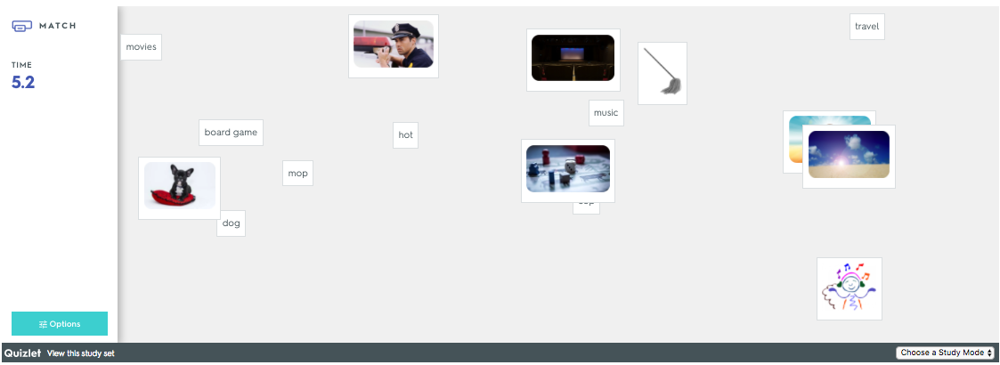 MATCH
TIME
5.2
movies
travel
music
board game
hot
mop
dog
Options
Quizlet View this study set
Choose a Study Mode